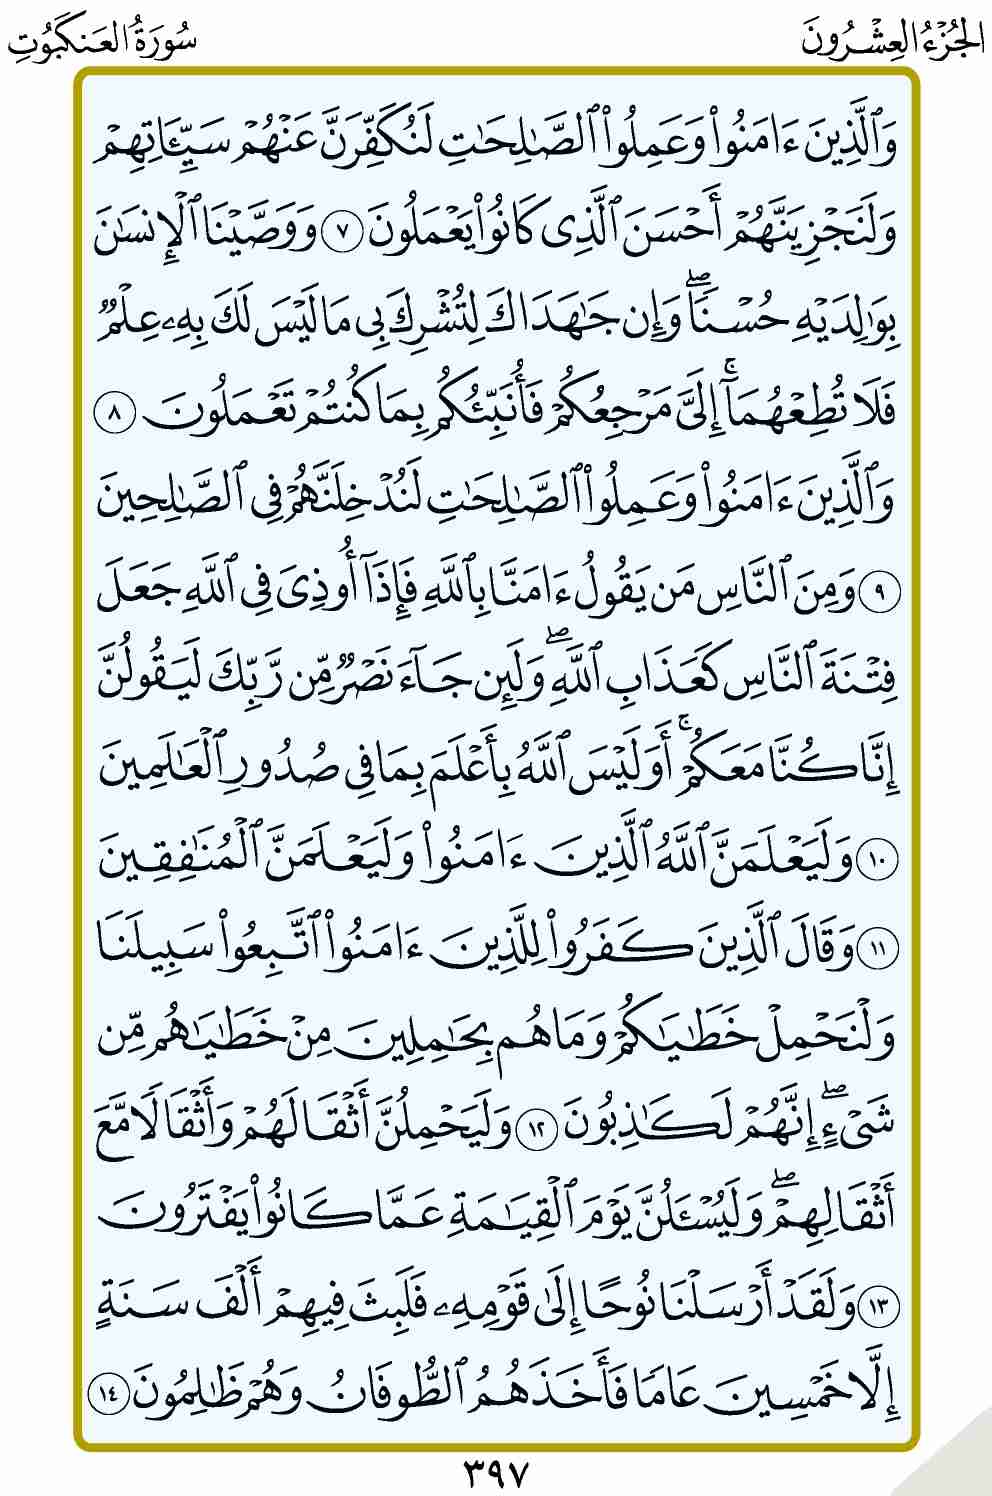 الجُزْءُ العِشْرُونَ
سُورَةُ العَنكَبُوتِ
وَٱلَّذِينَ ءَامَنُوا۟ وَعَمِلُوا۟ ٱلصَّٰلِحَٰتِ لَنُكَفِّرَنَّ عَنْهُمْ سَيِّـَٔاتِهِمْ
وَلَنَجْزِيَنَّهُمْ أَحْسَنَ ٱلَّذِى كَانُوا۟ يَعْمَلُونَ ٧ وَوَصَّيْنَا ٱلْإِنسَٰنَ
بِوَٰلِدَيْهِ حُسْنًا ۖ وَإِن جَٰهَدَاكَ لِتُشْرِكَ بِى مَا لَيْسَ لَكَ بِهِۦ عِلْمٌ
فَلَا تُطِعْهُمَآ ۚ إِلَىَّ مَرْجِعُكُمْ فَأُنَبِّئُكُم بِمَا كُنتُمْ تَعْمَلُونَ ٨
وَٱلَّذِينَ ءَامَنُوا۟ وَعَمِلُوا۟ ٱلصَّٰلِحَٰتِ لَنُدْخِلَنَّهُمْ فِى ٱلصَّٰلِحِينَ
٩ وَمِنَ ٱلنَّاسِ مَن يَقُولُ ءَامَنَّا بِٱللَّهِ فَإِذَآ أُوذِىَ فِى ٱللَّهِ جَعَلَ
فِتْنَةَ ٱلنَّاسِ كَعَذَابِ ٱللَّهِ ۖ وَلَئِن جَآءَ نَصْرٌ مِّن رَّبِّكَ لَيَقُولُنَّ
إِنَّا كُنَّا مَعَكُمْ ۚ أَوَلَيْسَ ٱللَّهُ بِأَعْلَمَ بِمَا فِى صُدُورِ ٱلْعَٰلَمِينَ
١٠ وَلَيَعْلَمَنَّ ٱللَّهُ ٱلَّذِينَ ءَامَنُوا۟ وَلَيَعْلَمَنَّ ٱلْمُنَٰفِقِينَ
١١ وَقَالَ ٱلَّذِينَ كَفَرُوا۟ لِلَّذِينَ ءَامَنُوا۟ ٱتَّبِعُوا۟ سَبِيلَنَا
وَلْنَحْمِلْ خَطَٰيَٰكُمْ وَمَا هُم بِحَٰمِلِينَ مِنْ خَطَٰيَٰهُم مِّن
شَىْءٍ ۖ إِنَّهُمْ لَكَٰذِبُونَ ١٢ وَلَيَحْمِلُنَّ أَثْقَالَهُمْ وَأَثْقَالًا مَّعَ
أَثْقَالِهِمْ ۖ وَلَيُسْـَٔلُنَّ يَوْمَ ٱلْقِيَٰمَةِ عَمَّا كَانُوا۟ يَفْتَرُونَ
١٣ وَلَقَدْ أَرْسَلْنَا نُوحًا إِلَىٰ قَوْمِهِۦ فَلَبِثَ فِيهِمْ أَلْفَ سَنَةٍ
إِلَّا خَمْسِينَ عَامًا فَأَخَذَهُمُ ٱلطُّوفَانُ وَهُمْ ظَٰلِمُونَ ١٤
٣٩٧